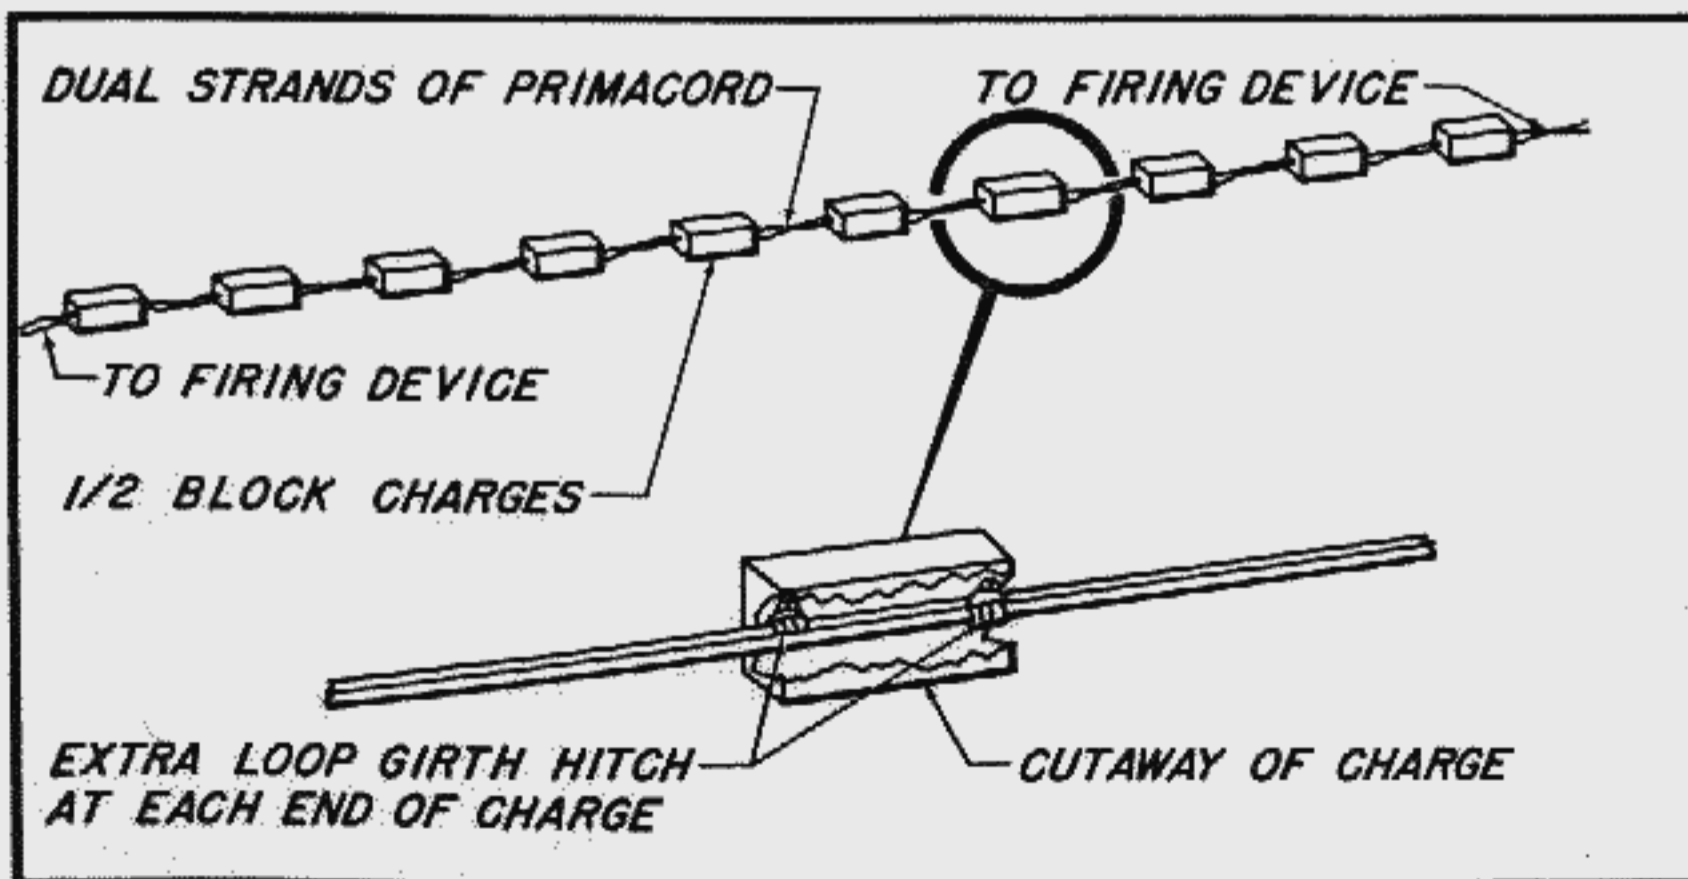 DUAL STRANDS OF PRIMACORD
TO FIRING DEVICE
TO FIRING DEVICE
1/2 BLOCK CHARGES
EXTRA LOOP GIRTH HITCH
AT EACH END OF CHARGE
CUTAWAY OF CHARGE